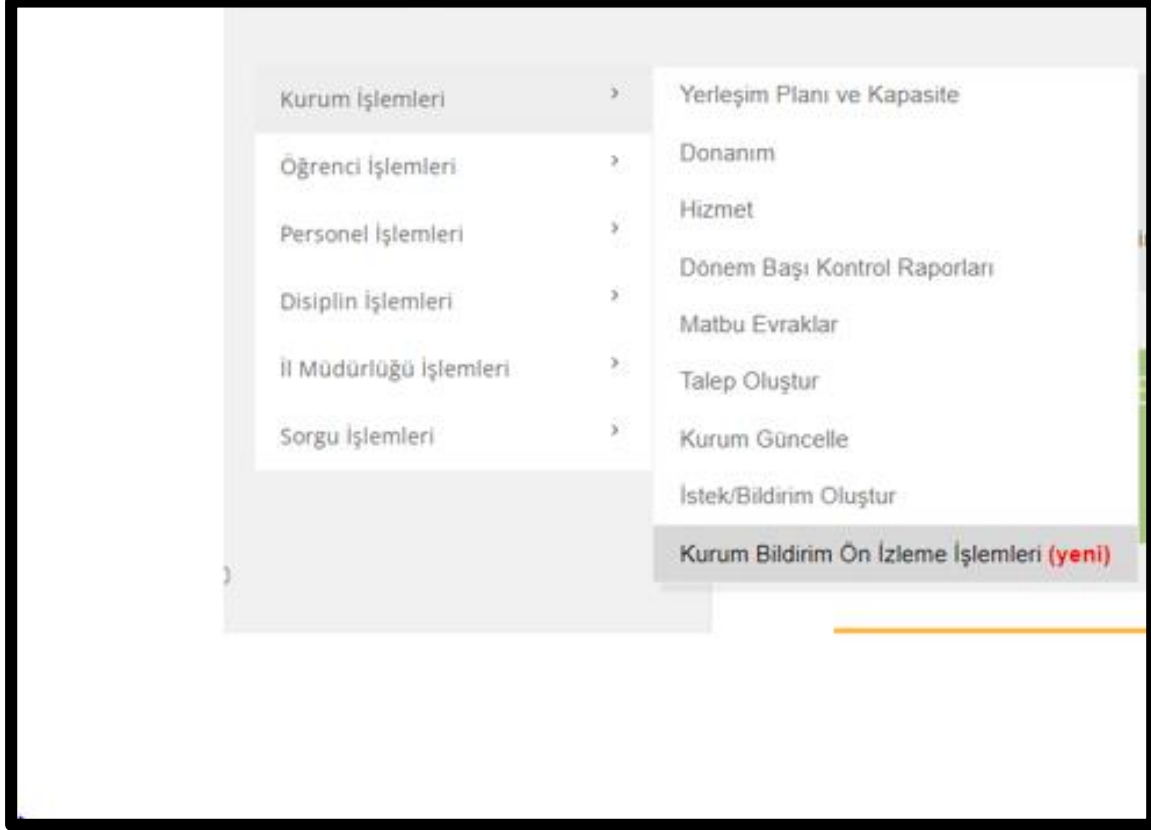 Kurum İşlemleri
Öğrenci İşlemleri
Personel İşlemleri
Disiplin İşlemleri
İl Müdürlüğü İşlemleri
Sorgu İşlemleri
Yerleşim Planı ve Kapasite
Donanım
Hizmet
Dönem Başı Kontrol Raporları
Matbu Evraklar
Talep Oluştur
Kurum Güncelle
İstek/Bildirim Oluştur
Kurum Bildirim Ön İzleme İşlemleri (yeni)